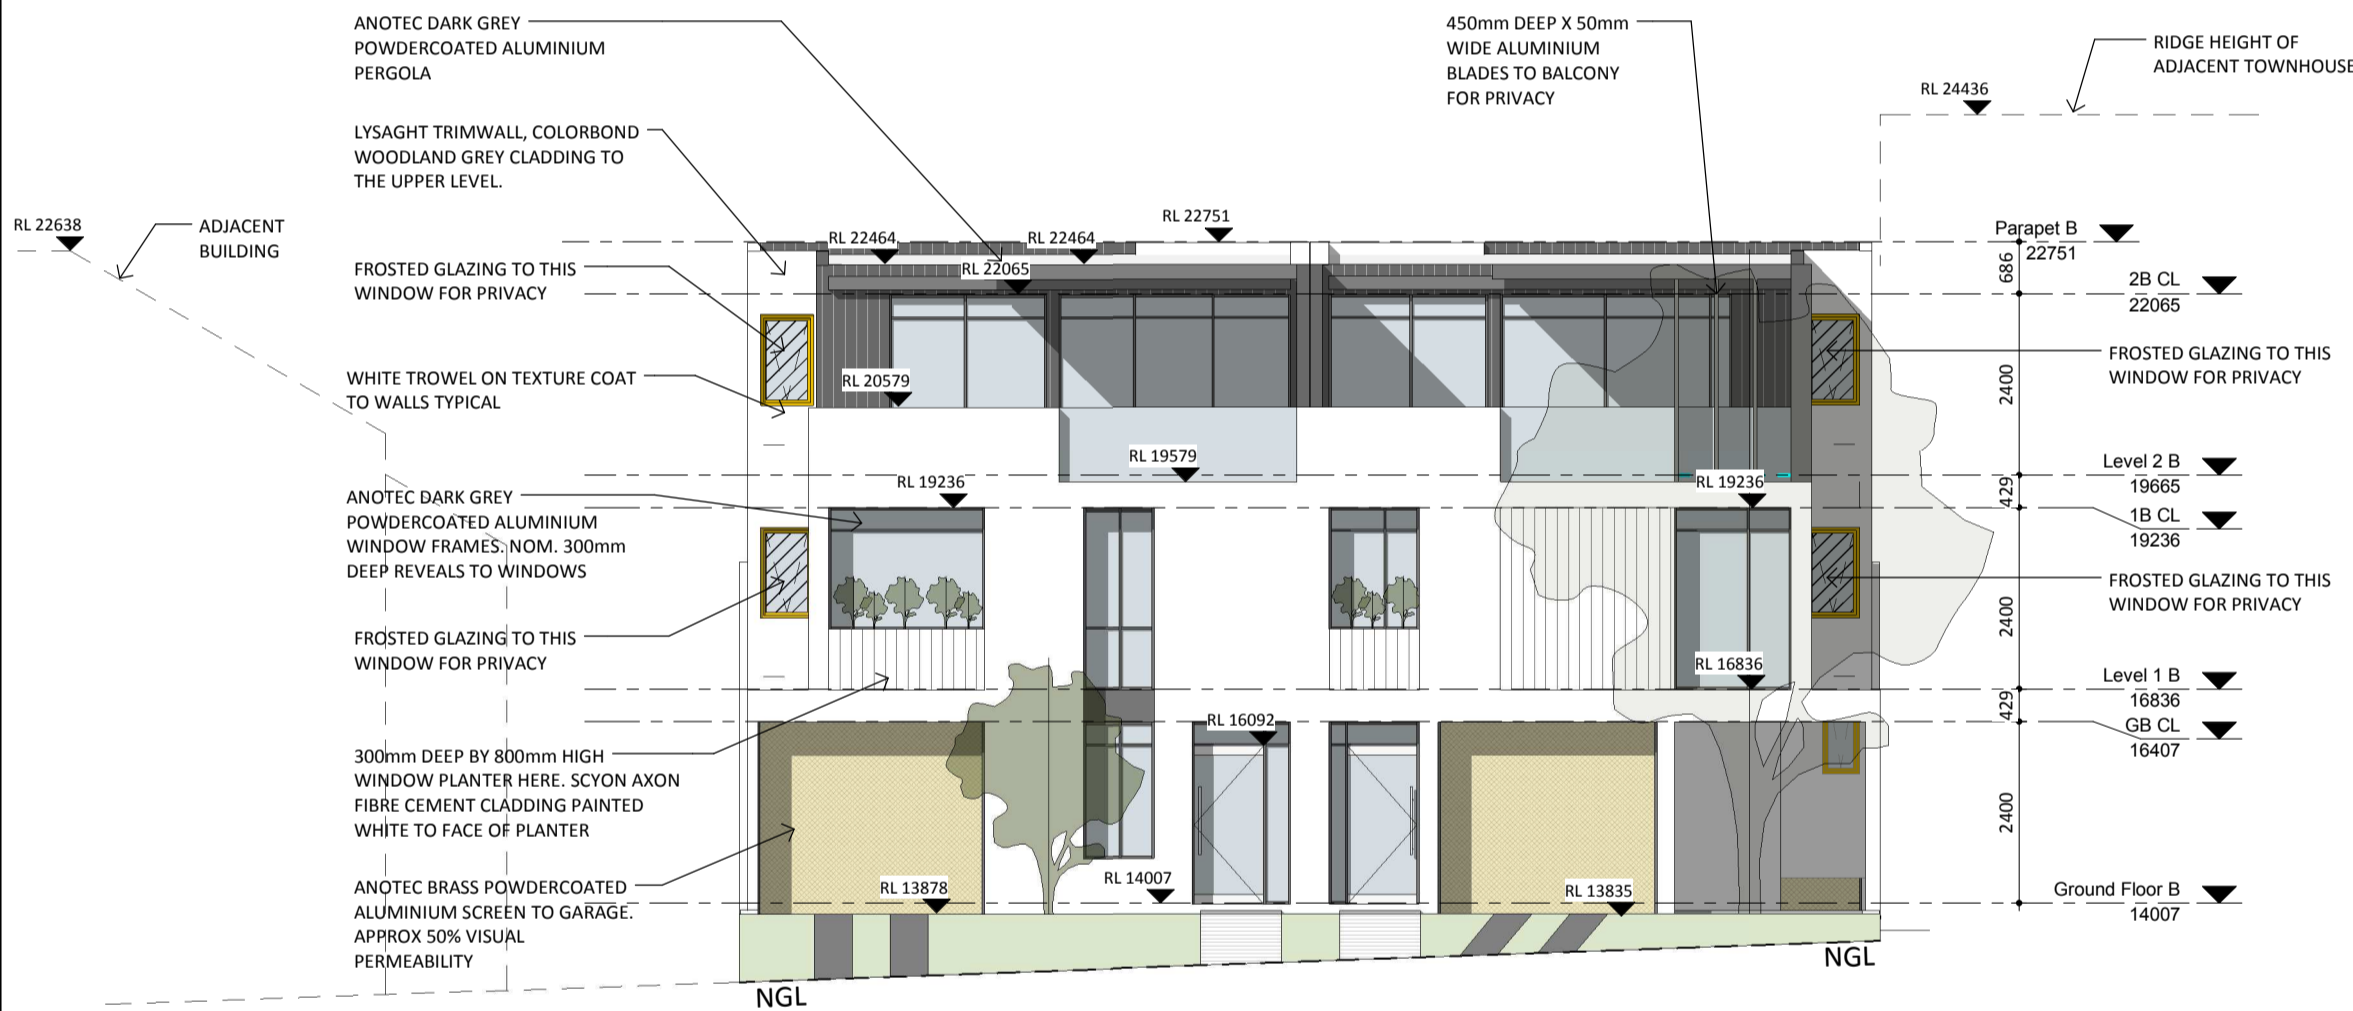 ANOTEC DARK GREY
POWDERCOATED ALUMINIUM
PERGOLA
450mm DEEP X 50mm
WIDE ALUMINIUM
BLADES TO BALCONY
FOR PRIVACY
RIDGE HEIGHT OF
ADJACENT TOWNHOUSE
RL 24436
LYSAGHT TRIMWALL, COLORBOND
WOODLAND GREY CLADDING TO
THE UPPER LEVEL.
RL 22638
ADJACENT
BUILDING
RL 22751
RL 22464
RL 22464
RL 22065
Parapet B
22751
686
2B CL
22065
FROSTED GLAZING TO THIS
WINDOW FOR PRIVACY
FROSTED GLAZING TO THIS
WINDOW FOR PRIVACY
2400
WHITE TROWEL ON TEXTURE COAT
TO WALLS TYPICAL
RL 20579
RL 19579
Level 2 B
19665
429
RL 19236
RL 19236
1B CL
19236
ANOTEC DARK GREY
POWDERCOATED ALUMINIUM
WINDOW FRAMES. NOM. 300mm
DEEP REVEALS TO WINDOWS
FROSTED GLAZING TO THIS
WINDOW FOR PRIVACY
2400
FROSTED GLAZING TO THIS
WINDOW FOR PRIVACY
RL 16836
Level 1 B
16836
429
GB CL
16407
RL 16092
300mm DEEP BY 800mm HIGH
WINDOW PLANTER HERE. SCYON AXON
FIBRE CEMENT CLADDING PAINTED
WHITE TO FACE OF PLANTER
2400
ANOTEC BRASS POWDERCOATED
ALUMINIUM SCREEN TO GARAGE.
APPROX 50% VISUAL
PERMEABILITY
RL 13878
RL 14007
RL 13835
Ground Floor B
14007
NGL
NGL